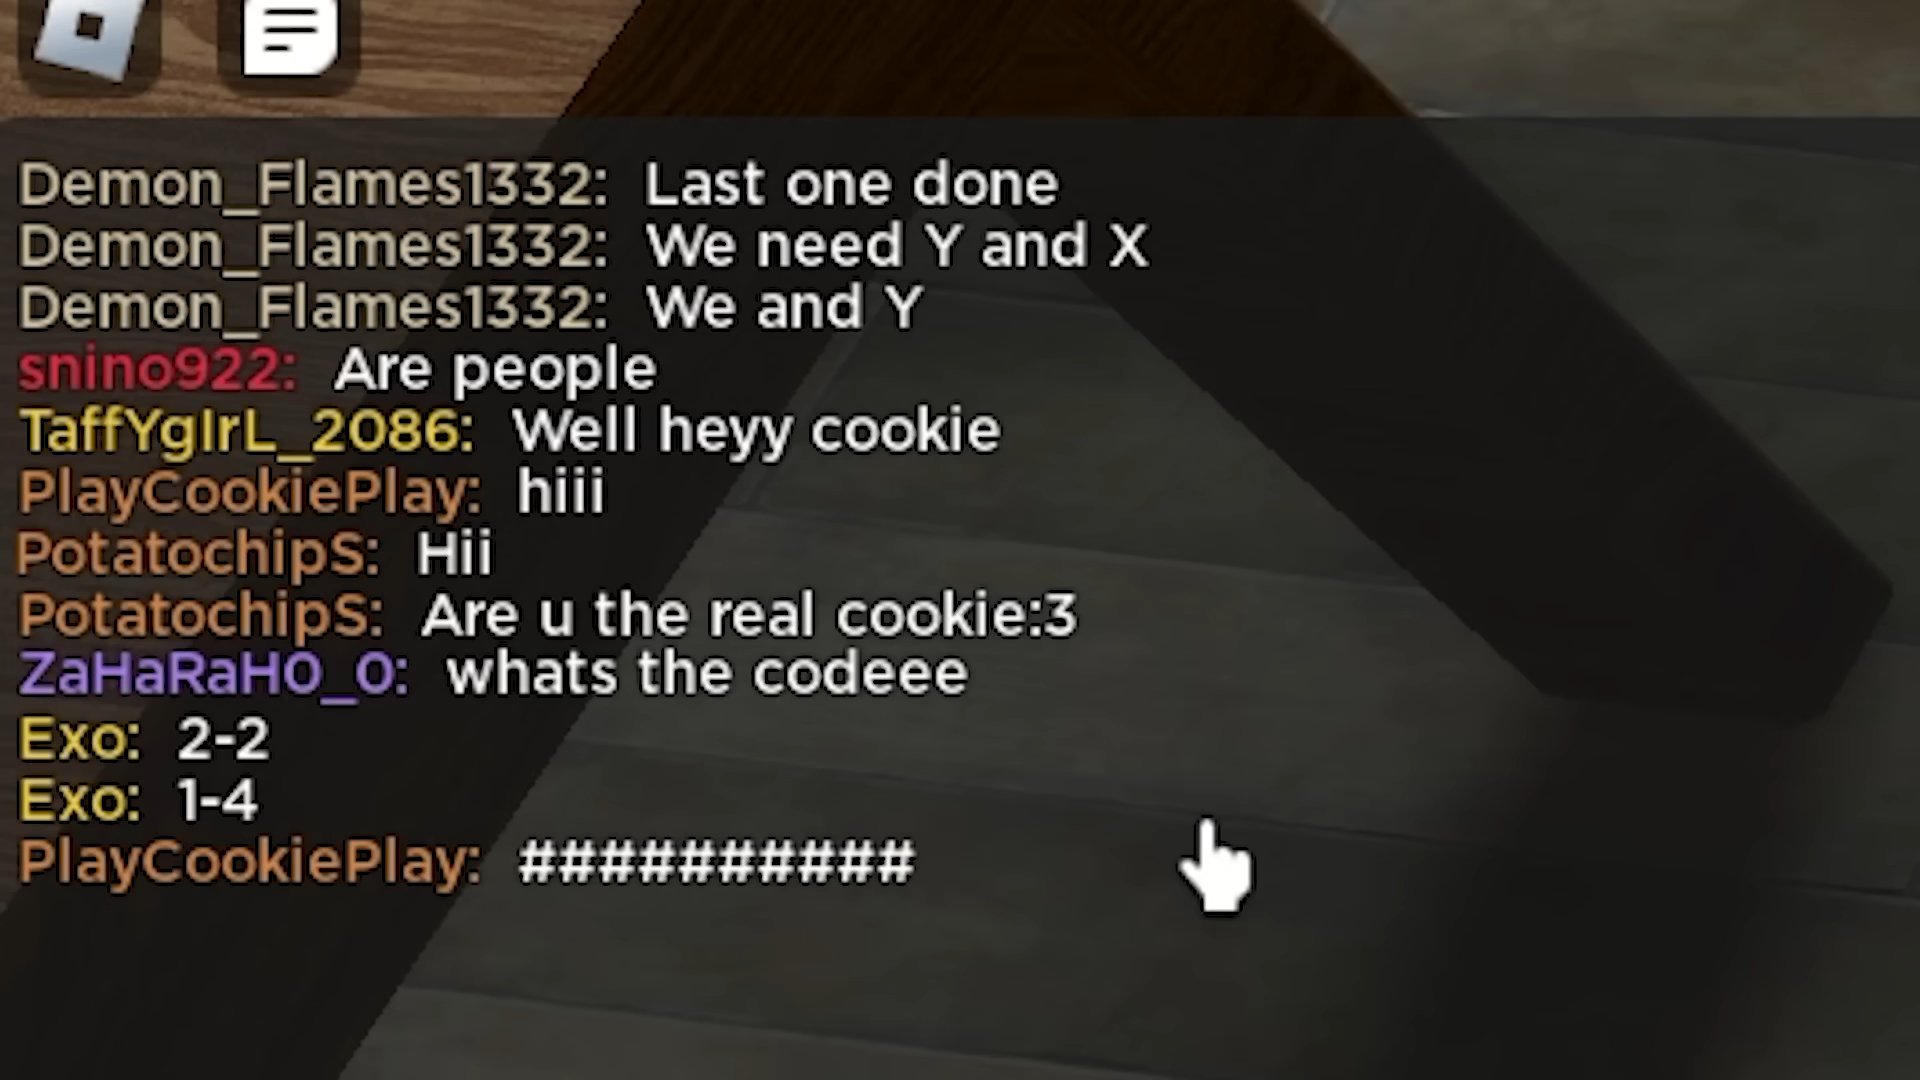 Demon_Flames1332: Last one done
Demon_Flames1332: We need Y and X
Demon_Flames1332: We and Y
snino922: Are people
TaffYgIrL_2086: Well heyy cookie
PlayCookiePlay: hiii
PotatochipS: Hii
PotatochipS: Are u the real cookie:3
ZaHaRaH0_0: whats the codeee
Exo: 2-2
Exo: 1-4
PlayCookiePlay: ##########